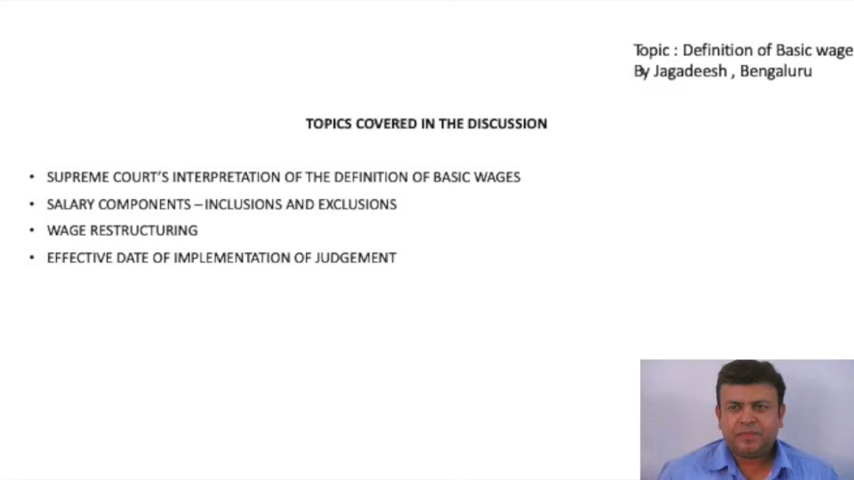 Topic : Definition of Basic wage
By Jagadeesh , Bengaluru
TOPICS COVERED IN THE DISCUSSION
• SUPREME COURT'S INTERPRETATION OF THE DEFINITION OF BASIC WAGES
• SALARY COMPONENTS – INCLUSIONS AND EXCLUSIONS
• WAGE RESTRUCTURING
• EFFECTIVE DATE OF IMPLEMENTATION OF JUDGEMENT